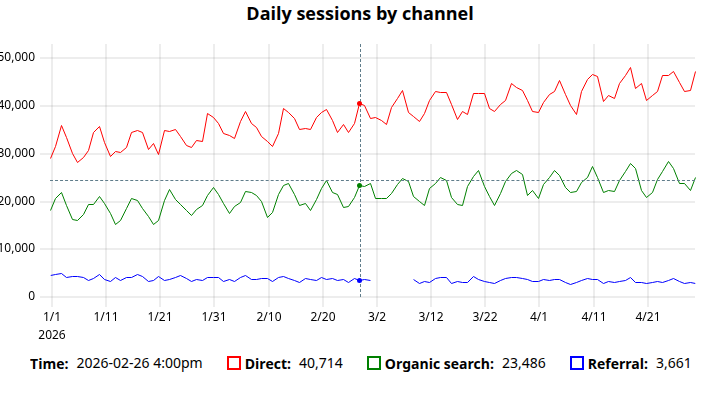 Daily sessions by channel
50,000
40,000
30,000
20,000
10,000
0
1/1 1/11 1/21 1/31 2/10 2/20 3/2 3/12 3/22 4/1 4/11 4/21
2026
Time: 2026-02-26 4:00pm Direct: 40,714 Organic search: 23,486 Referral: 3,661